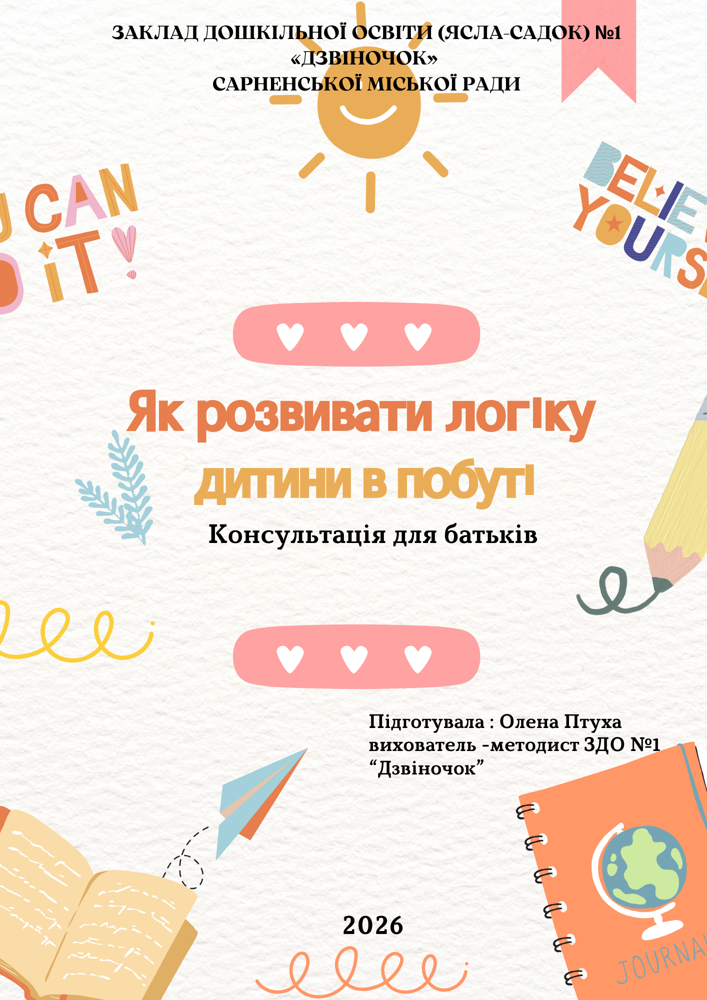 ЗАКЛАД ДОШКІЛЬНОЇ ОСВІТИ (ЯСЛА-САДОК) №1
«ДЗВІНОЧОК»
САРНЕНСЬКОЇ МІСЬКОЇ РАДИ
CAN
iT!
BELIE
YOURS
Як розвивати логіку
дитини в побуті
Консультація для батьків
Підготувала : Олена Птуха
вихователь -методист ЗДО №1
“Дзвіночок”
2026
JOURNA